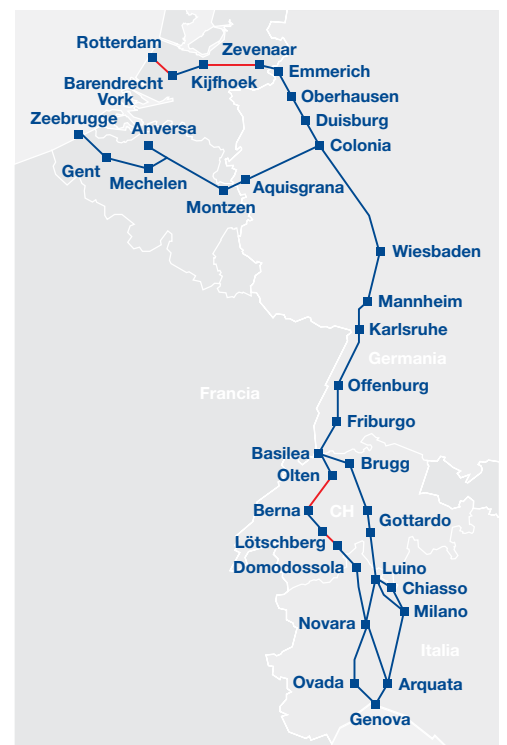 Rotterdam
Zevenaar
Emmerich
Barendrecht
Vork
Kijfhoek
Oberhausen
Zeebrugge
Anversa
Duisburg
Colonia
Gent
Mechelen
Aquisgrana
Montzen
Wiesbaden
Mannheim
Karlsruhe
Germania
Offenburg
Francia
Friburgo
Basilea
Brugg
Olten
Berna
CH
Gottardo
Lötschberg
Domodossola
Luino
Chiasso
Milano
Novara
Italia
Ovada
Arquata
Genova